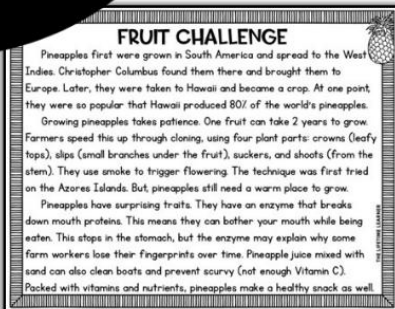 FRUIT CHALLENGE
Pineapples first were grown in South America and spread to the West
Indies. Christopher Columbus found them there and brought them to
Europe. Later, they were taken to Hawaii and became a crop. At one point,
they were so popular that Hawaii produced 80% of the world's pineapples.
Growing pineapples takes patience. One fruit can take 2 years to grow.
Farmers speed this up through cloning, using four plant parts: crowns (leafy
tops), slips (small branches under the fruit), suckers, and shoots (from the
stem). They use smoke to trigger flowering. The technique was first tried
on the Azores Islands. But, pineapples still need a warm place to grow.
Pineapples have surprising traits. They have an enzyme that breaks
down mouth proteins. This means they can bother your mouth while being
eaten. This stops in the stomach, but the enzyme may explain why some
farm workers lose their fingerprints over time. Pineapple juice mixed with
sand can also clean boats and prevent scurvy (not enough Vitamin C).
Packed with vitamins and nutrients, pineapples make a healthy snack as well.
THE LIFETIME LEARNER